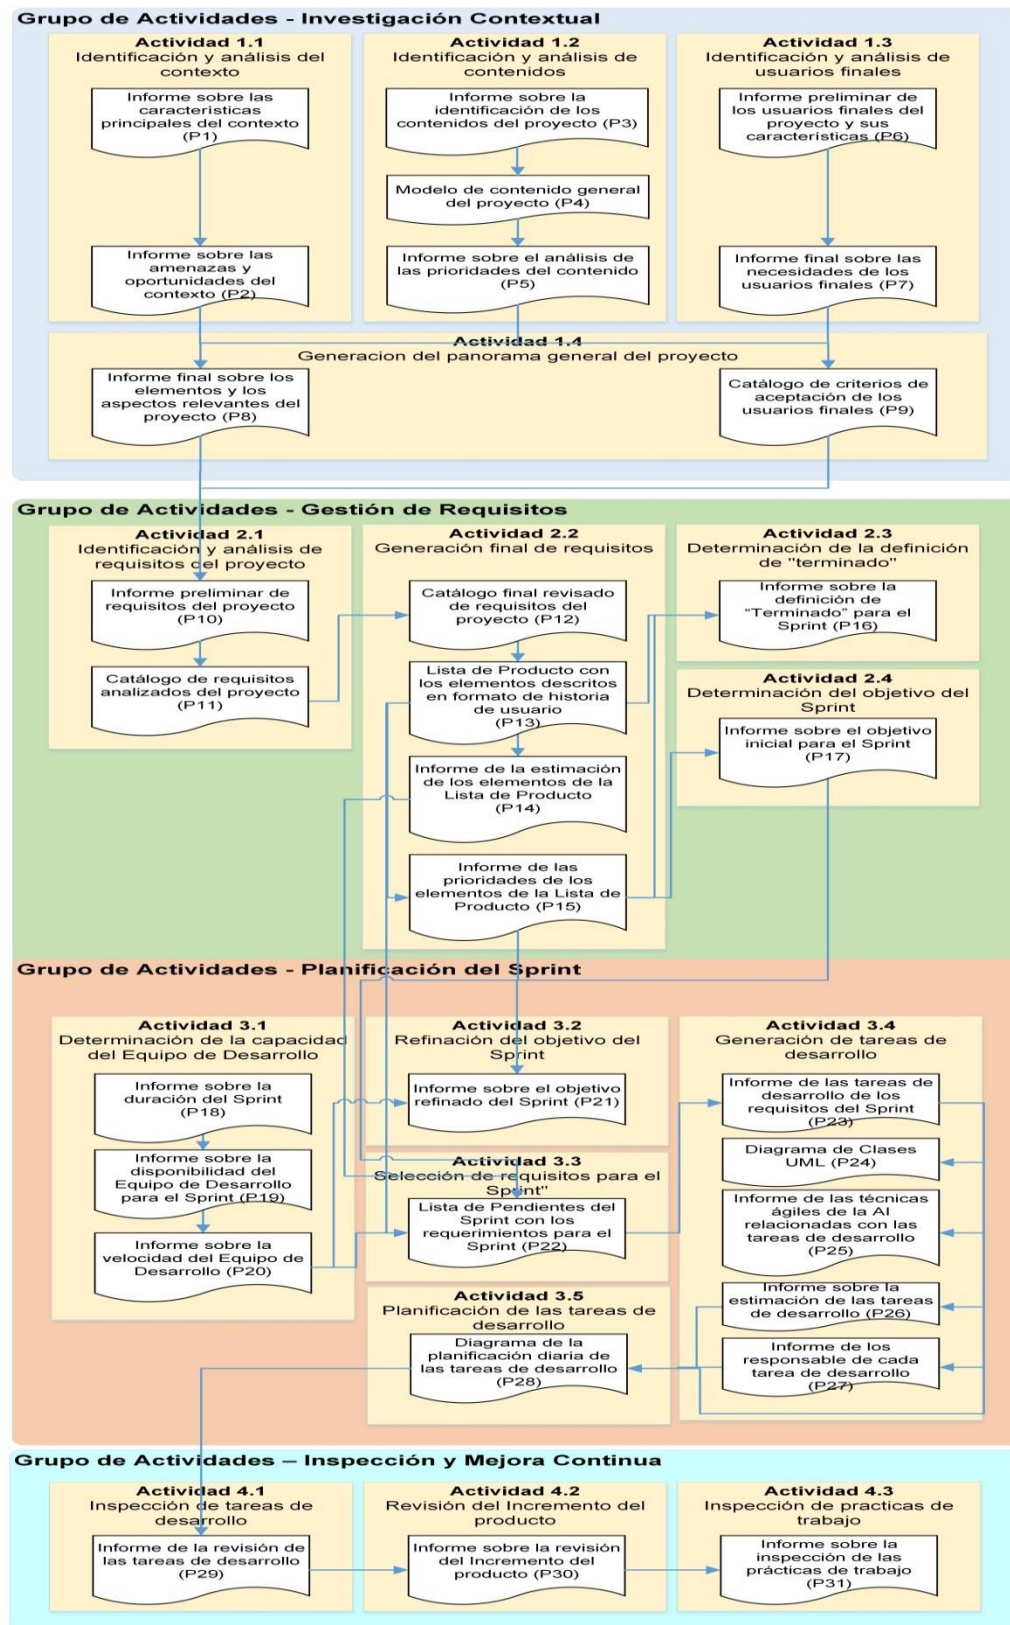 Grupo de Actividades - Investigación Contextual
Actividad 1.1
Identificación y análisis del
contexto
Informe sobre las
características
principales del contexto
(P1)
Informe sobre las
amenazas y
oportunidades del
contexto (P2)
Actividad 1.2
Identificación y análisis de
contenidos
Informe sobre la
identificación de los
contenidos del proyecto (P3)
Modelo de contenido general
del proyecto (P4)
Informe sobre el análisis de
las prioridades del contenido
(P5)
Actividad 1.3
Identificación y análisis de
usuarios finales
Informe preliminar de
los usuarios finales del
proyecto y sus
características (P6)
Informe final sobre las
necesidades de los
usuarios finales (P7)
Actividad 1.4
Generacion del panorama general del proyecto
Informe final sobre los
elementos y los
aspectos relevantes del
proyecto (P8)
Catálogo de criterios de
aceptación de los
usuarios finales (P9)
Grupo de Actividades - Gestión de Requisitos
Actividad 2.1
Identificación y análisis de
requisitos del proyecto
Informe preliminar de
requisitos del proyecto
(P10)
Catálogo de requisitos
analizados del proyecto
(P11)
Actividad 2.2
Generación final de requisitos
Catálogo final revisado
de requisitos del
proyecto (P12)
Lista de Producto con
los elementos descritos
en formato de historia
de usuario
(P13)
Informe de la estimación
de los elementos de la
Lista de Producto
(P14)
Informe de las
prioridades de los
elementos de la Lista de
Producto (P15)
Actividad 2.3
Determinación de la definición
de "terminado"
Informe sobre la
definición de
“Terminado” para el
Sprint (P16)
Actividad 2.4
Determinación del objetivo del
Sprint
Informe sobre el objetivo
inicial para el Sprint
(P17)
Grupo de Actividades - Planificación del Sprint
Actividad 3.1
Determinación de la capacidad
del Equipo de Desarrollo
Informe sobre la
duración del Sprint
(P18)
Informe sobre la
disponibilidad del
Equipo de Desarrollo
para el Sprint (P19)
Informe sobre la
velocidad del Equipo de
Desarrollo (P20)
Actividad 3.2
Refinación del objetivo del
Sprint
Informe sobre el objetivo
refinado del Sprint (P21)
Actividad 3.3
Selección de requisitos para el
Sprint"
Lista de Pendientes del
Sprint con los
requerimientos para el
Sprint (P22)
Actividad 3.4
Generación de tareas de
desarrollo
Informe de las tareas de
desarrollo de los
requisitos del Sprint
(P23)
Diagrama de Clases
UML (P24)
Informe de las técnicas
ágiles de la AI
relacionadas con las
tareas de desarrollo
(P25)
Informe sobre la
estimación de las tareas
de desarrollo (P26)
Informe de los
responsable de cada
tarea de desarrollo
(P27)
Actividad 3.5
Planificación de las tareas de
desarrollo
Diagrama de la
planificación diaria de
las tareas de desarrollo
(P28)
Grupo de Actividades – Inspección y Mejora Continua
Actividad 4.1
Inspección de tareas de
desarrollo
Informe de la revisión de
las tareas de desarrollo
(P29)
Actividad 4.2
Revisión del Incremento del
producto
Informe sobre la revisión
del Incremento del
producto (P30)
Actividad 4.3
Inspección de practicas de
trabajo
Informe sobre la
inspección de las
prácticas de trabajo
(P31)